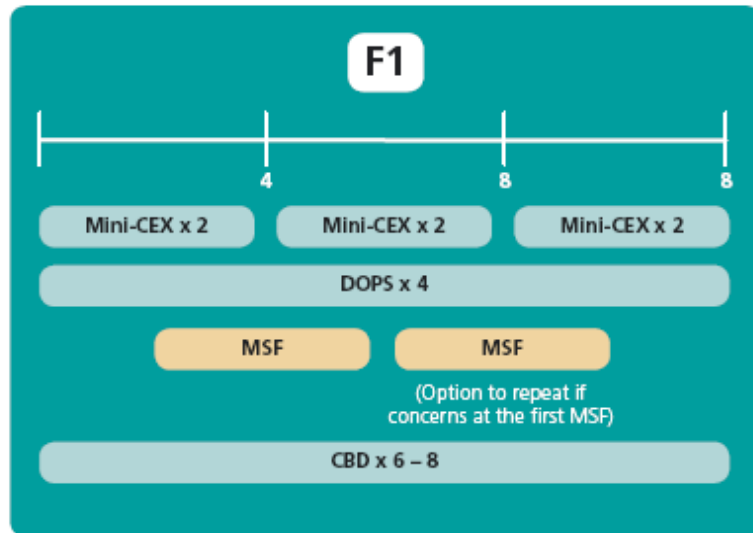 F1
4
8
8
Mini-CEX x 2
Mini-CEX x 2
Mini-CEX x 2
DOPS x 4
MSF
MSF
(Option to repeat if
concerns at the first MSF)
CBD x 6 – 8